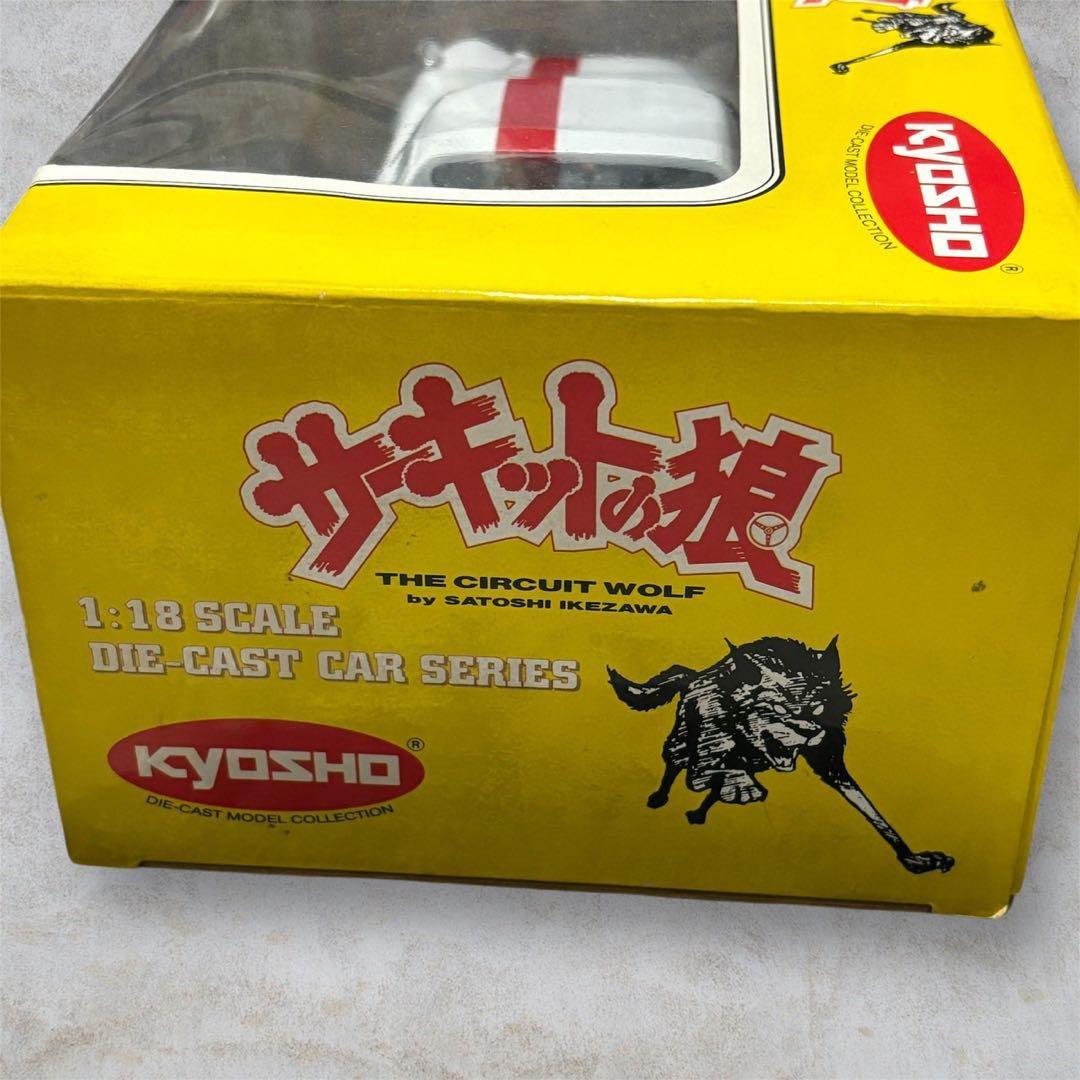 KYOSHO
®
DIE-CAST MODEL COLLECTION
サーキットの狼
THE CIRCUIT WOLF
by SATOSHI IKEZAWA
1:18 SCALE
DIE-CAST CAR SERIES
KYOSHO
®
DIE-CAST MODEL COLLECTION